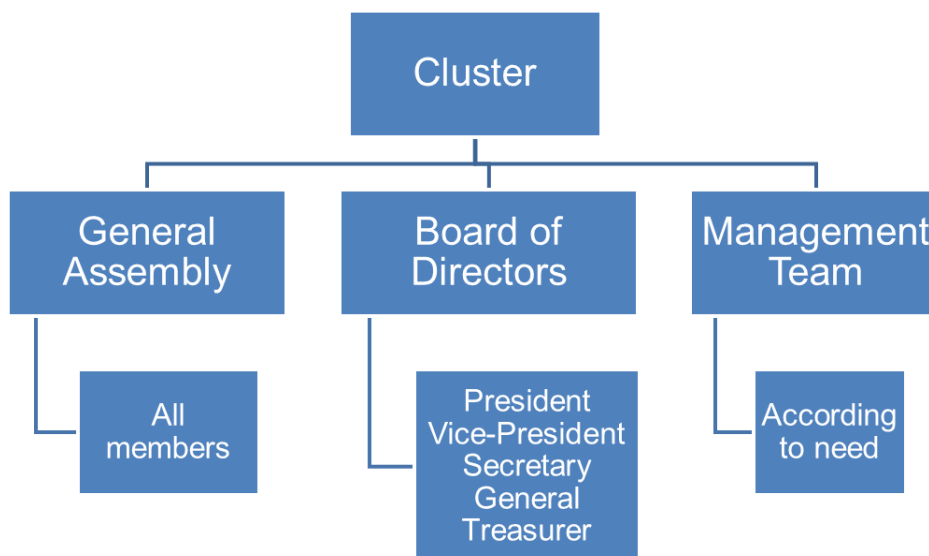 Cluster
General
Assembly
Board of
Directors
Management
Team
All
members
President
Vice-President
Secretary
General
Treasurer
According
to need